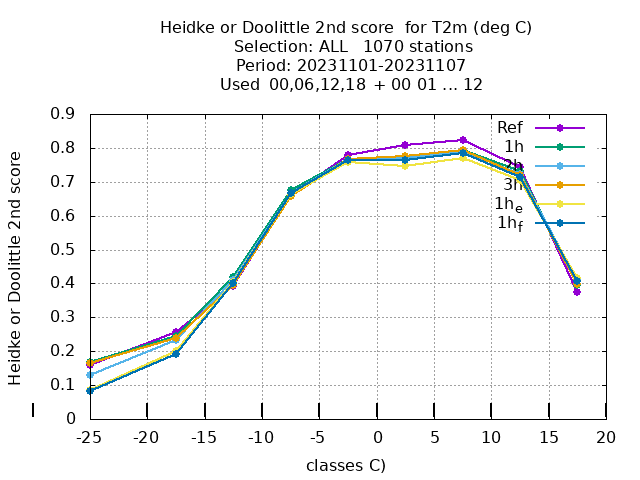 Heidke or Doolittle 2nd score  for T2m (deg C)
Selection: ALL   1070 stations
Period: 20231101-20231107
Used  00,06,12,18  + 00 01 ... 12
Heidke or Doolittle 2nd score
0.9
0.8
0.7
0.6
0.5
0.4
0.3
0.2
0.1
0
-25 -20 -15 -10 -5 0 5 10 15 20
classes C)
Ref
1h
3h
3h
1he
1hf